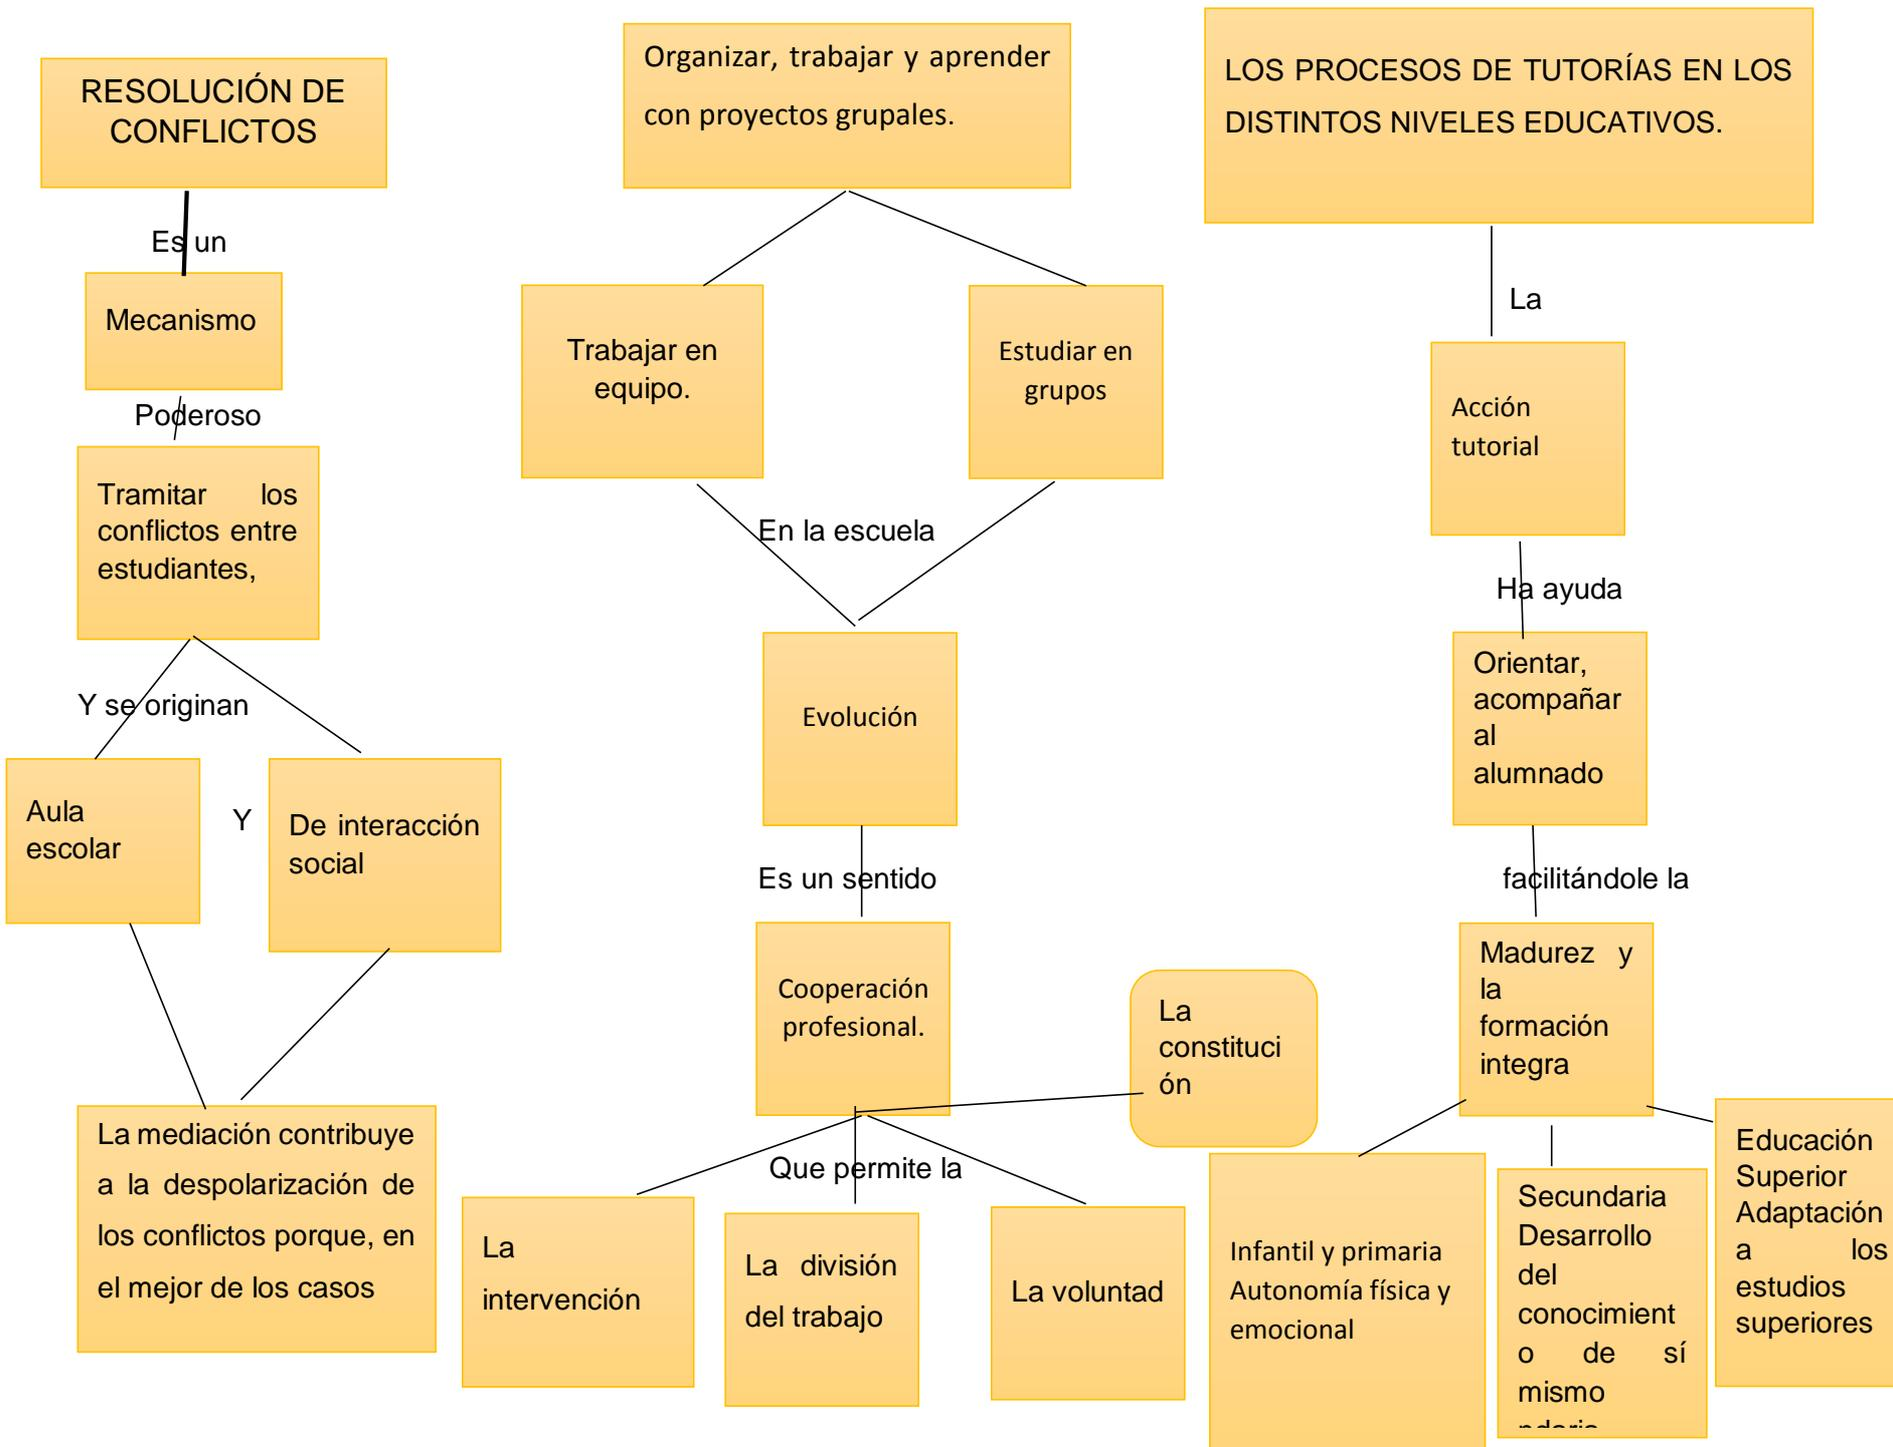 RESOLUCIÓN DE
CONFLICTOS
Es un
Mecanismo
Poderoso
Tramitar los
conflictos entre
estudiantes,
Y se originan
Aula
escolar
Y
De interacción
social
La mediación contribuye
a la despolarización de
los conflictos porque, en
el mejor de los casos
Organizar, trabajar y aprender
con proyectos grupales.
Trabajar en
equipo.
Estudiar en
grupos
En la escuela
Evolución
Es un sentido
Cooperación
profesional.
La
constituci
ón
Que permite la
La
intervención
La división
del trabajo
La voluntad
LOS PROCESOS DE TUTORÍAS EN LOS
DISTINTOS NIVELES EDUCATIVOS.
La
Acción
tutorial
Ha ayuda
Orientar,
acompañar
al
alumnado
facilitándole la
Madurez y
la
formación
integra
Infantil y primaria
Autonomía física y
emocional
Secundaria
Desarrollo
del
conocimient
o de sí
mismo
Educación
Superior
Adaptación
a los
estudios
superiores